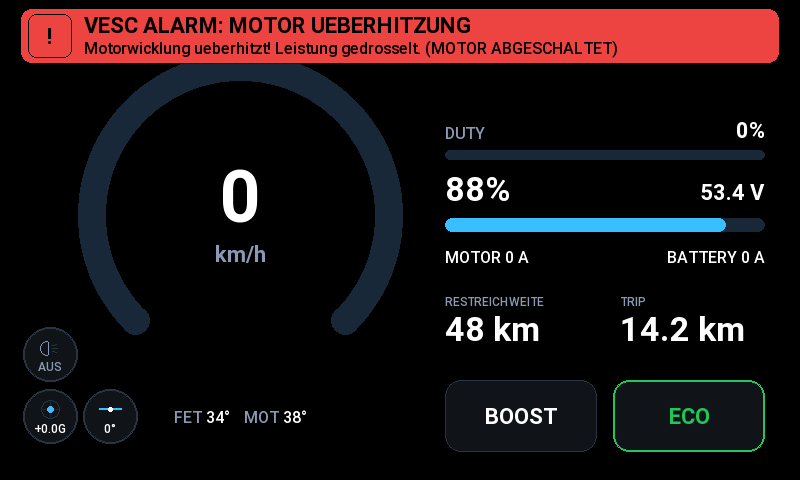 !
VESC ALARM: MOTOR UEBERHITZUNG
Motorwicklung ueberhitzt! Leistung gedrosselt. (MOTOR ABGESCHALTET)
0
km/h
DUTY 0%
88% 53.4 V
MOTOR 0 A BATTERY 0 A
RESTREICHWEITE TRIP
48 km 14.2 km
AUS
+0.0G 0°
FET 34° MOT 38°
BOOST ECO